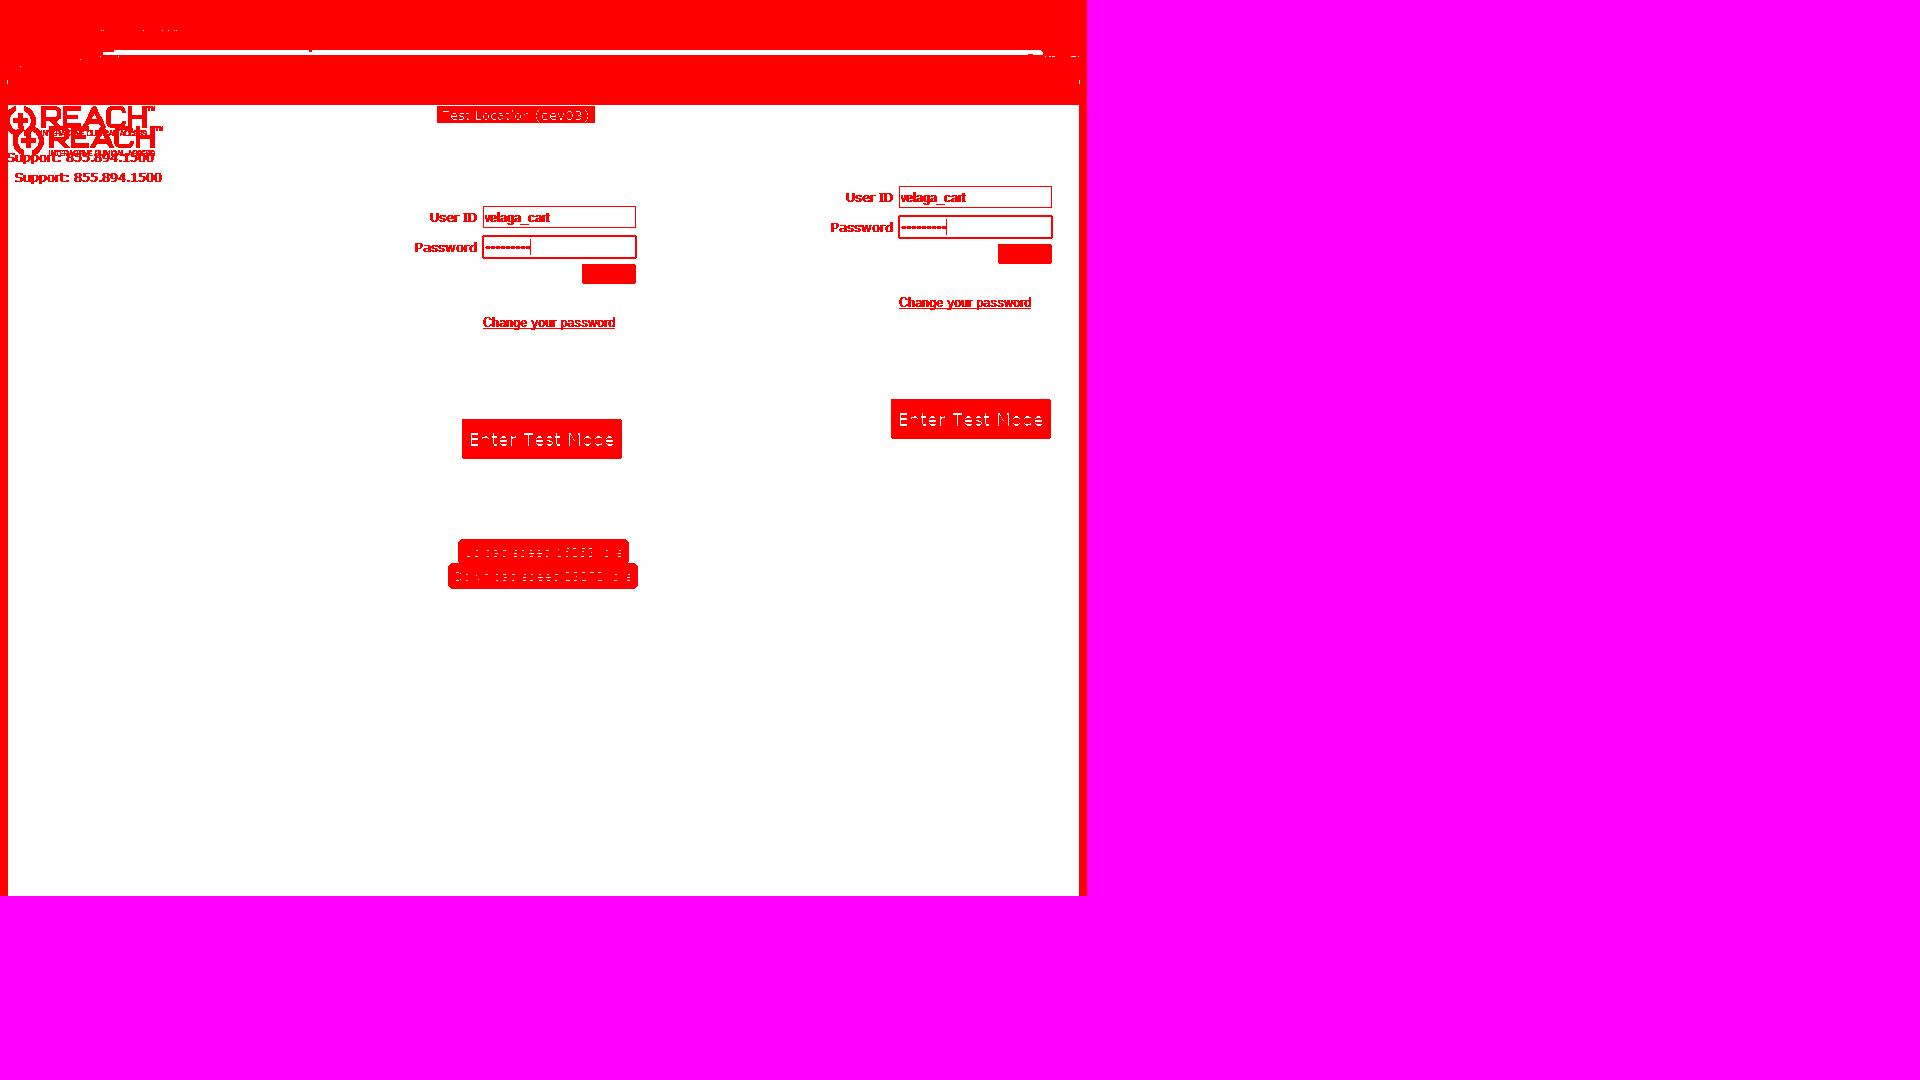 REACH™
Test Location (dev03)
INTERACTIVE CLINICAL ACCESS
REACH™
INTERACTIVE CLINICAL ACCESS
Support: 855.894.1500
Support: 855.894.1500
User ID velaga_cart
User ID velaga_cart
Password ---------
Password ---------
Change your password
Change your password
Enter Test Mode
Enter Test Mode